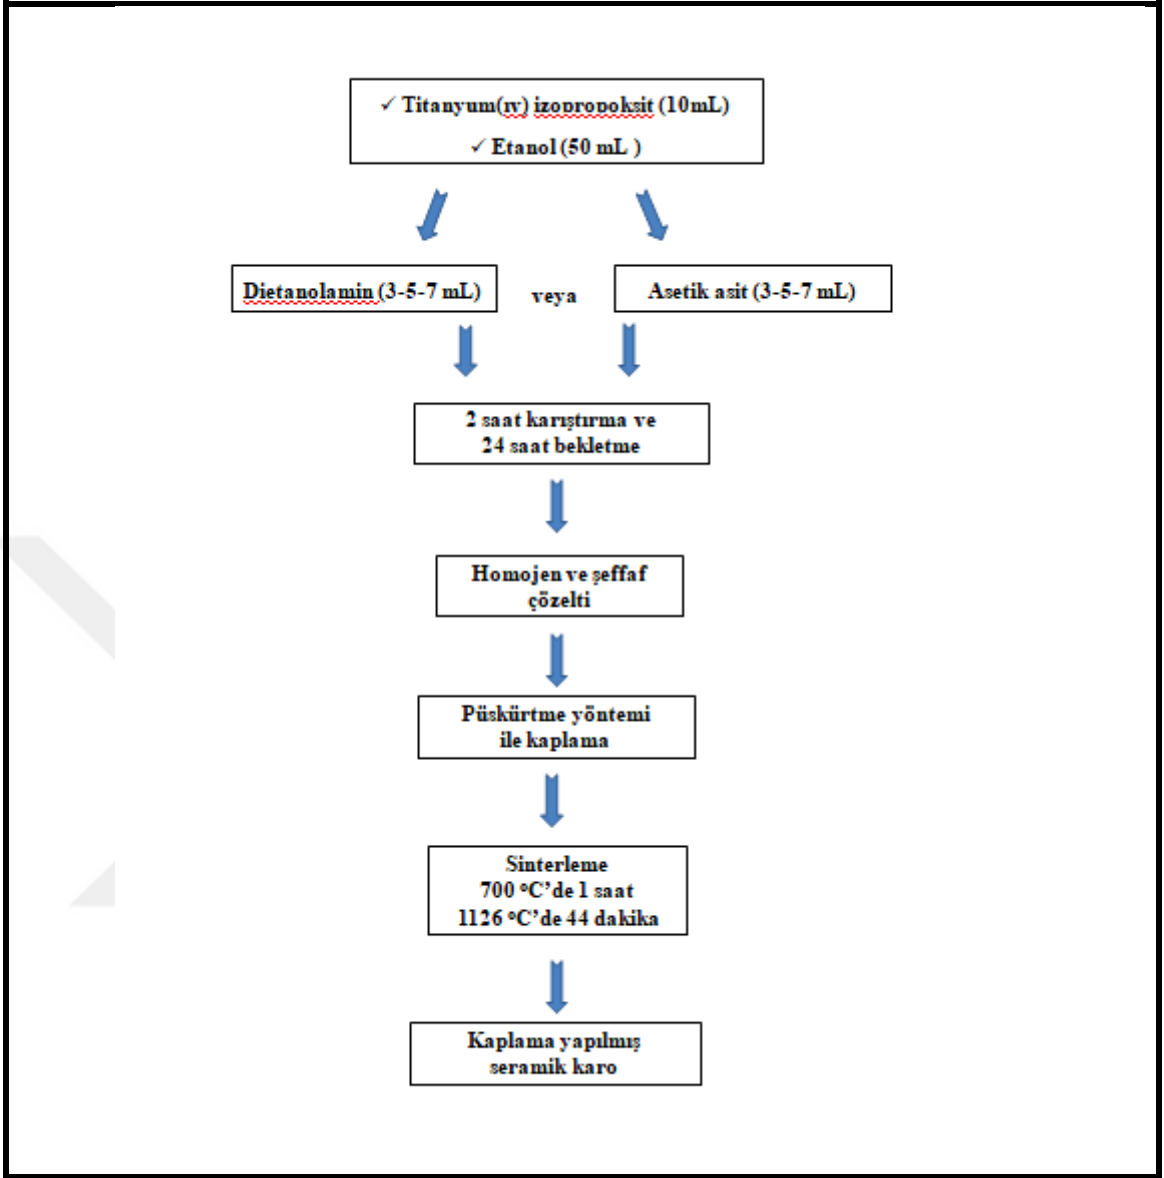 ✓ Titanyum(ıv) izopropoksit (10mL)
✓ Etanol (50 mL )
Dietanolamin (3-5-7 mL)
veya
Asetik asit (3-5-7 mL)
2 saat karıştırma ve
24 saat bekletme
Homojen ve şeffaf
çözelti
Püskürtme yöntemi
ile kaplama
Sinterleme
700 ᵒC’de 1 saat
1126 ᵒC’de 44 dakika
Kaplama yapılmış
seramik karo